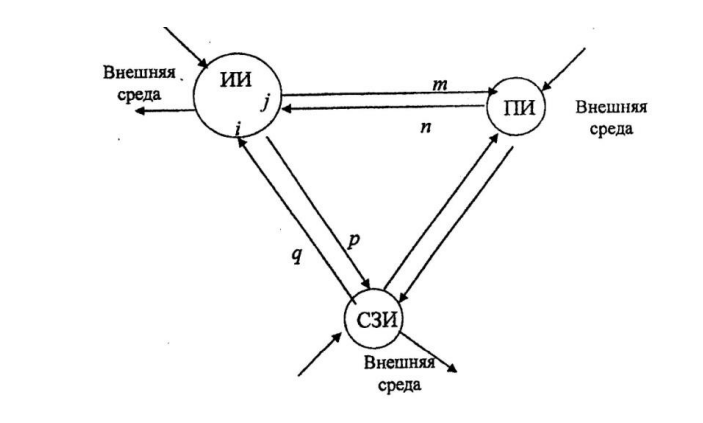 Внешняя
среда
ИИ
j
i
m
n
ПИ
Внешняя
среда
q
p
СЗИ
Внешняя
среда